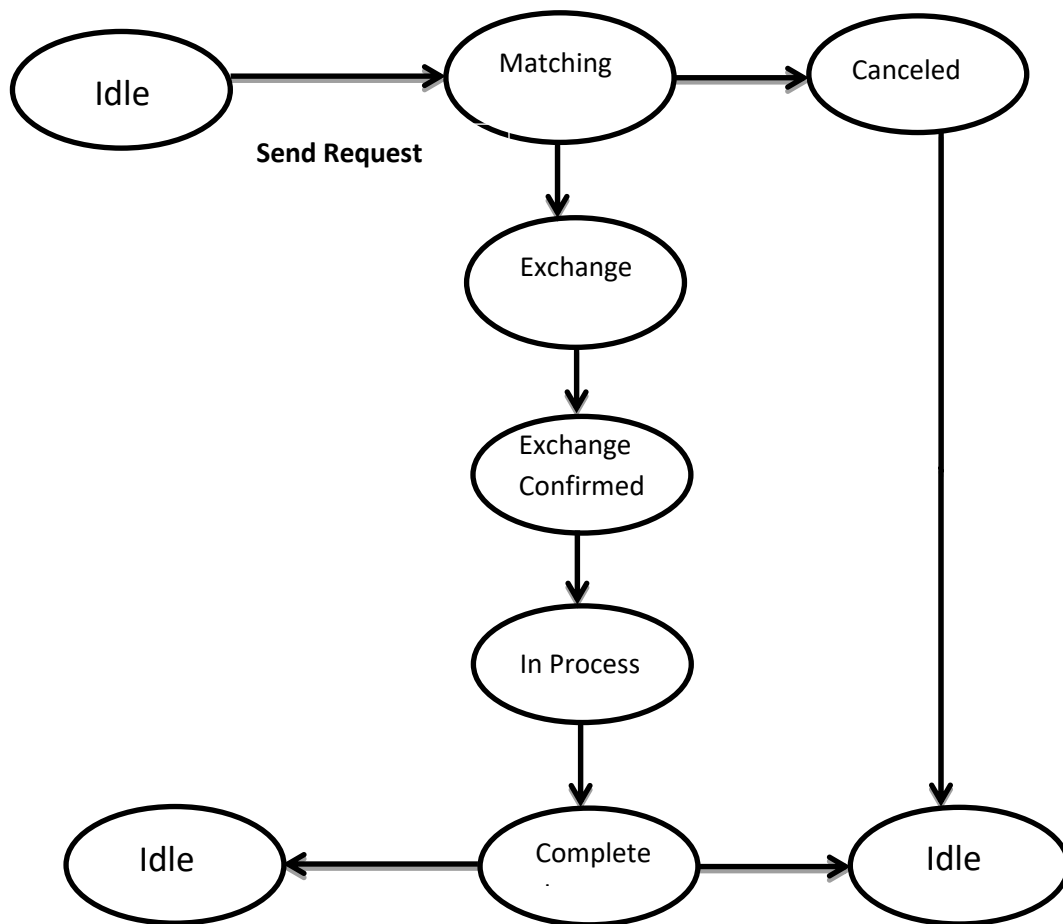 Idle
Matching
Canceled
Send Request
Exchange
Exchange
Confirmed
In Process
Idle
Complete
Idle